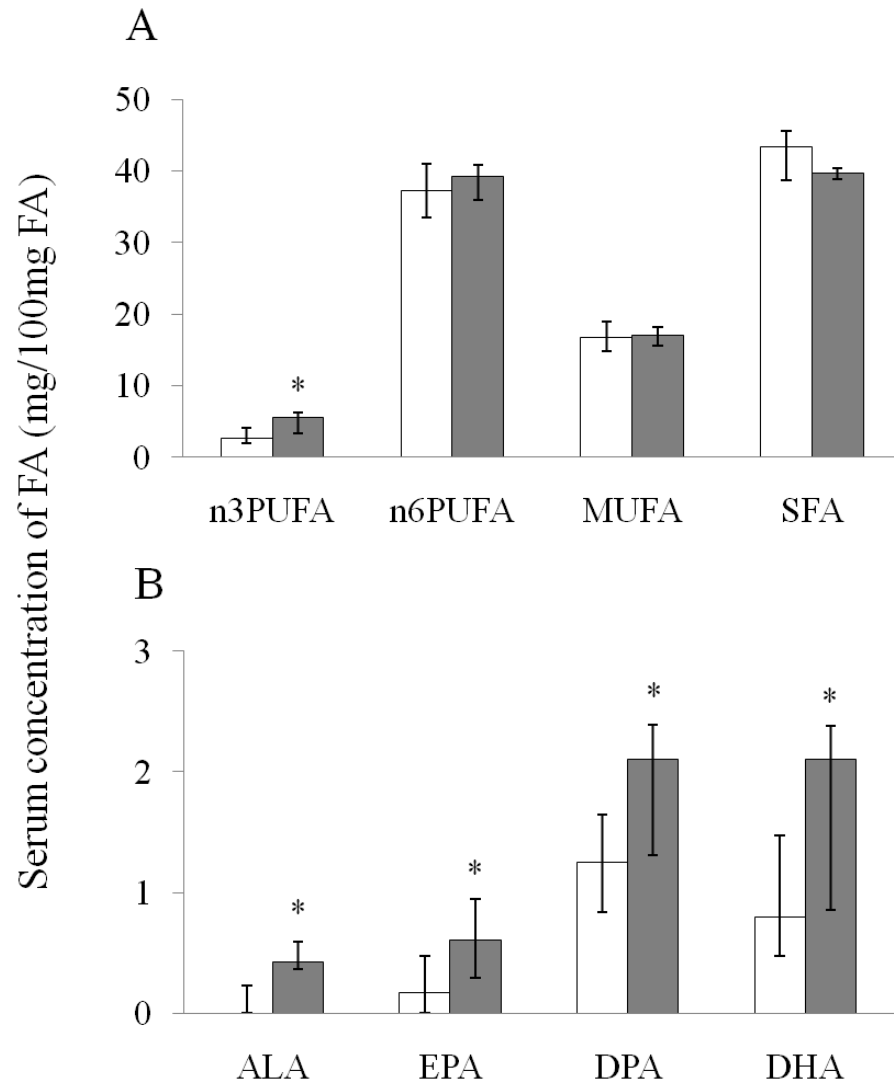 A
Serum concentration of FA (mg/100mg FA)
50
40
30
20
10
0
*
n3PUFA n6PUFA MUFA SFA
B
3
2
1
0
* * * *
ALA EPA DPA DHA